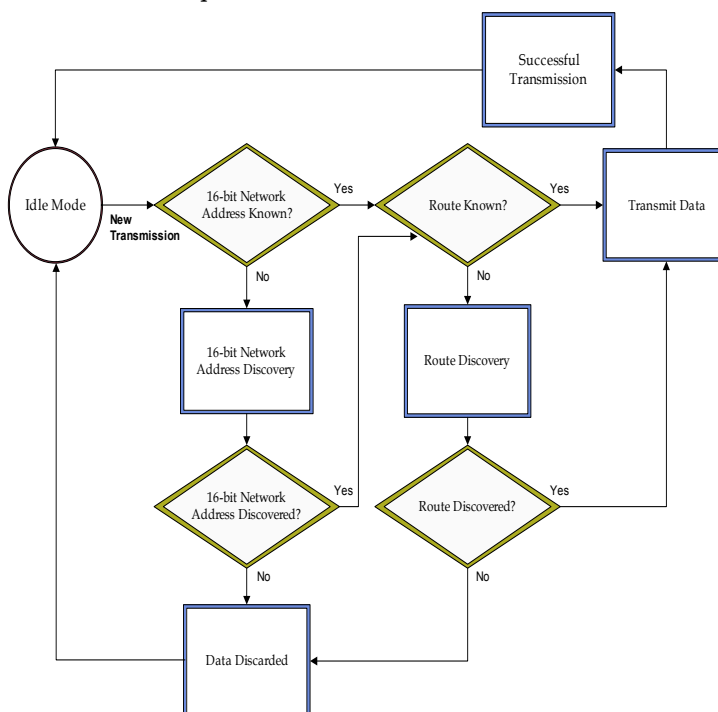 Successful
Transmission
Idle Mode
New
Transmission
16-bit Network
Address Known?
Yes
Route Known?
Yes
Transmit Data
No
No
16-bit Network
Address Discovery
Route Discovery
16-bit Network
Address Discovered?
Yes
Route Discovered?
Yes
No
No
Data Discarded